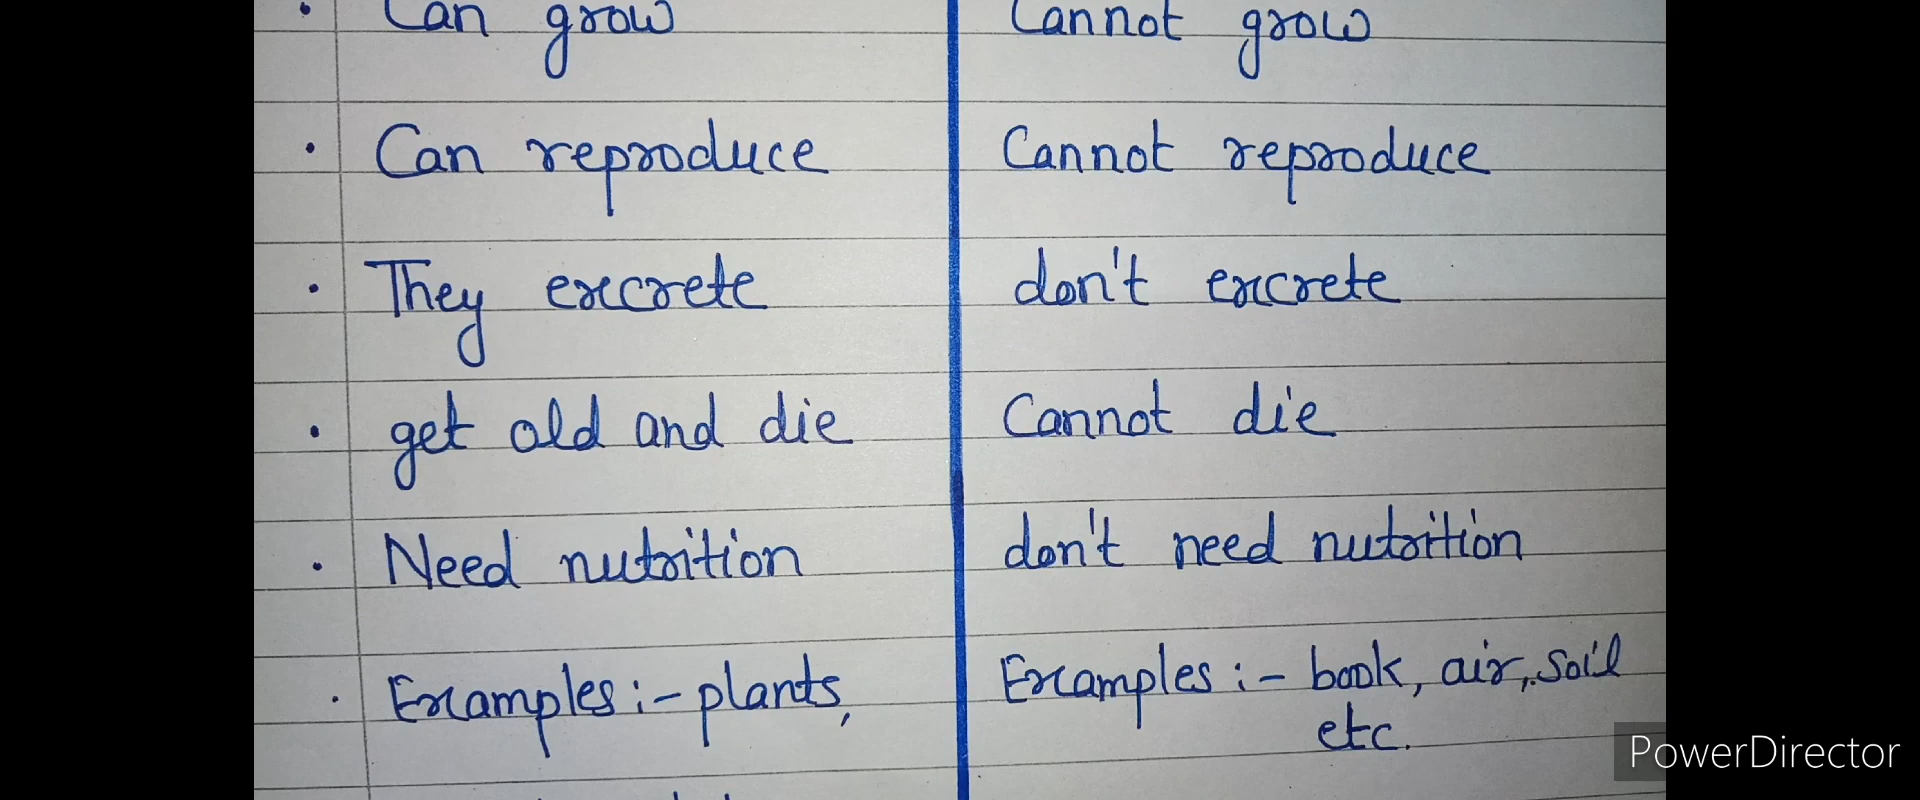 • Can grow Cannot grow
• Can reproduce Cannot reproduce
• They excrete don't excrete
• get old and die Cannot die
• Need nutrition don't need nutrition
• Examples :- plants, Examples :- book, air, soil
etc.
PowerDirector